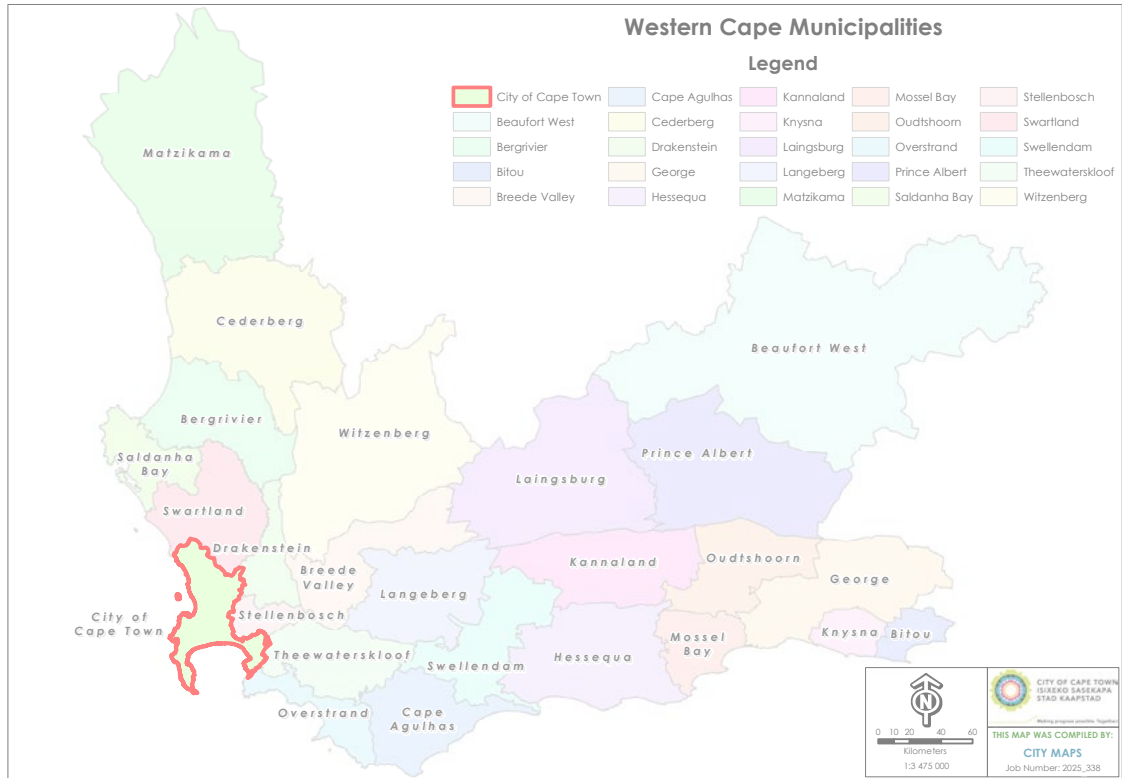 Western Cape Municipalities
Legend
City of Cape Town
Beaufort West
Bergrivier
Bitou
Breede Valley
Cape Agulhas
Cederberg
Drakenstein
George
Hessequa
Kannaland
Knysna
Laingsburg
Langeberg
Matzikama
Mossel Bay
Oudtshoorn
Overstrand
Prince Albert
Saldanha Bay
Stellenbosch
Swartland
Swellendam
Theewaterskloof
Witzenberg
Matzikama
Cederberg
Beaufort West
Bergrivier
Witzenberg
Saldanha
Bay
Prince Albert
Laingsburg
Swartland
Drakenstein
Breede
Valley
Kannaland
Oudtshoorn
George
Langeberg
City of
Cape Town
Stellenbosch
Theewaterskloof
Swellendam
Hessequa
Mossel
Bay
Knysna
Bitou
Overstrand
Cape
Agulhas
N
0 10 20 40 60
Kilometers
1:3 475 000
CITY OF CAPE TOWN
ISIXEKO SASEKAPA
STAD KAAPSTAD
Making progress possible. Together.
THIS MAP WAS COMPILED BY:
CITY MAPS
Job Number: 2025_338